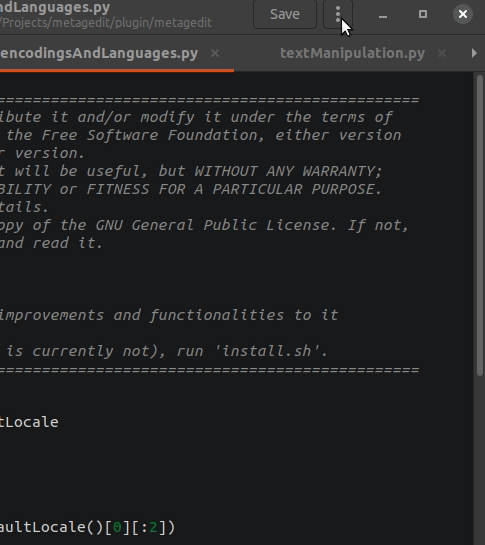 ndLanguages.py
/Projects/metagedit/plugin/metagedit
Save
encodingsAndLanguages.py ×
textManipulation.py ×
===============================================
ibute it and/or modify it under the terms of
the Free Software Foundation, either version
r version.
t will be useful, but WITHOUT ANY WARRANTY;
BILITY or FITNESS FOR A PARTICULAR PURPOSE.
tails.
opy of the GNU General Public License. If not,
and read it.
improvements and functionalities to it
is currently not), run 'install.sh'.
===============================================
tLocale
aultLocale()[0][:2])